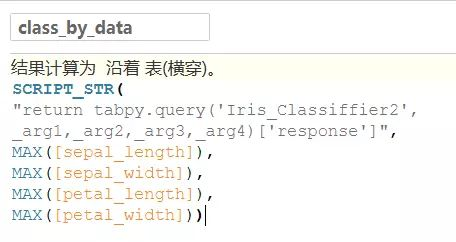 class_by_data
结果计算为 沿着 表(横穿)。
SCRIPT_STR(
"return tabpy.query('Iris_Classiffier2',
_arg1,_arg2,_arg3,_arg4)['response']",
MAX([sepal_length]),
MAX([sepal_width]),
MAX([petal_length]),
MAX([petal_width]))